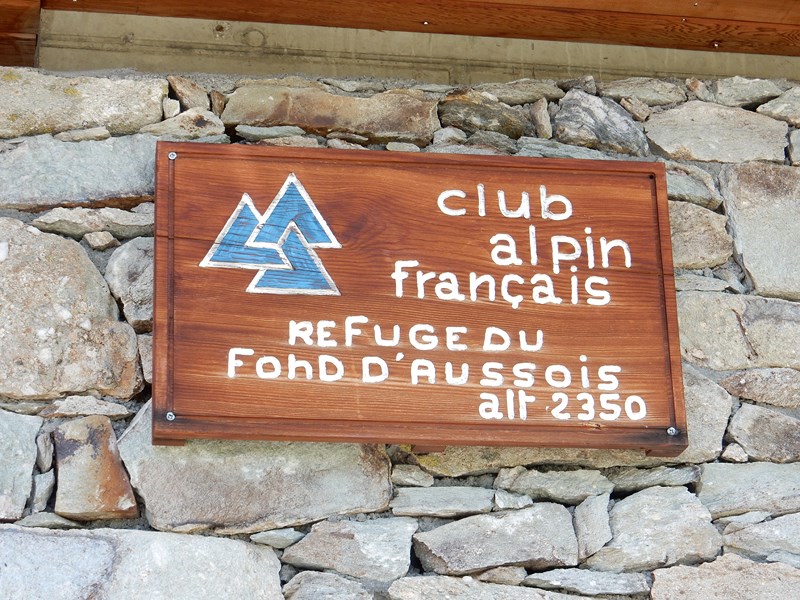 club
alpin
français
REFUGE DU
FOND D'AUSSOIS
alt 2350